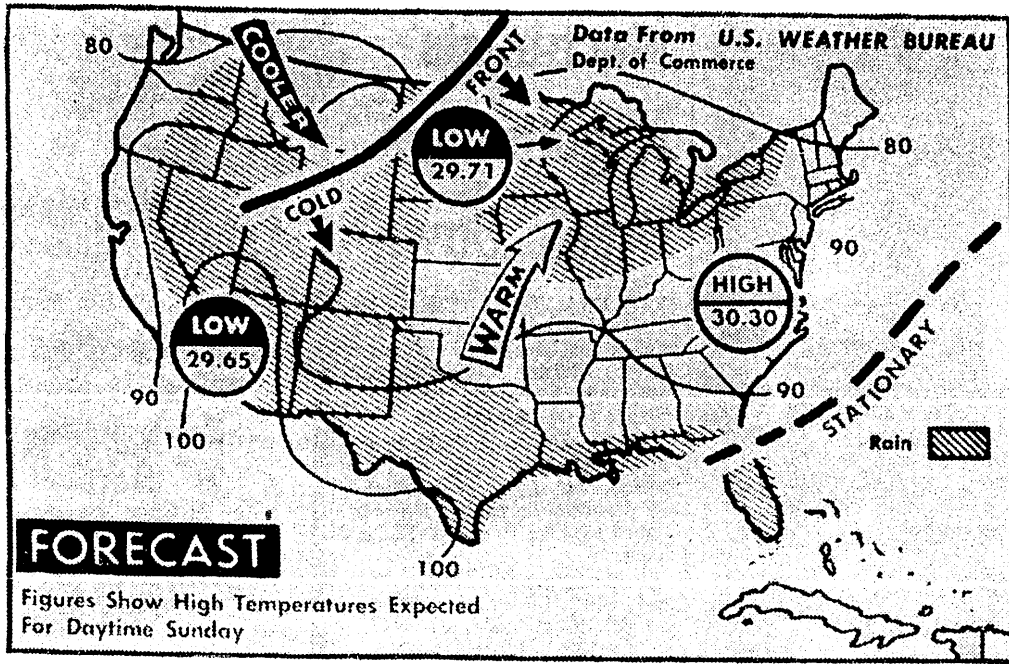 80
COOLER
FRONT
Data From U.S. WEATHER BUREAU
Dept. of Commerce
LOW
29.71
80
COLD
90
WARM
HIGH
30.30
LOW
29.65
STATIONARY
90
90
100
Rain
FORECAST
100
Figures Show High Temperatures Expected
For Daytime Sunday